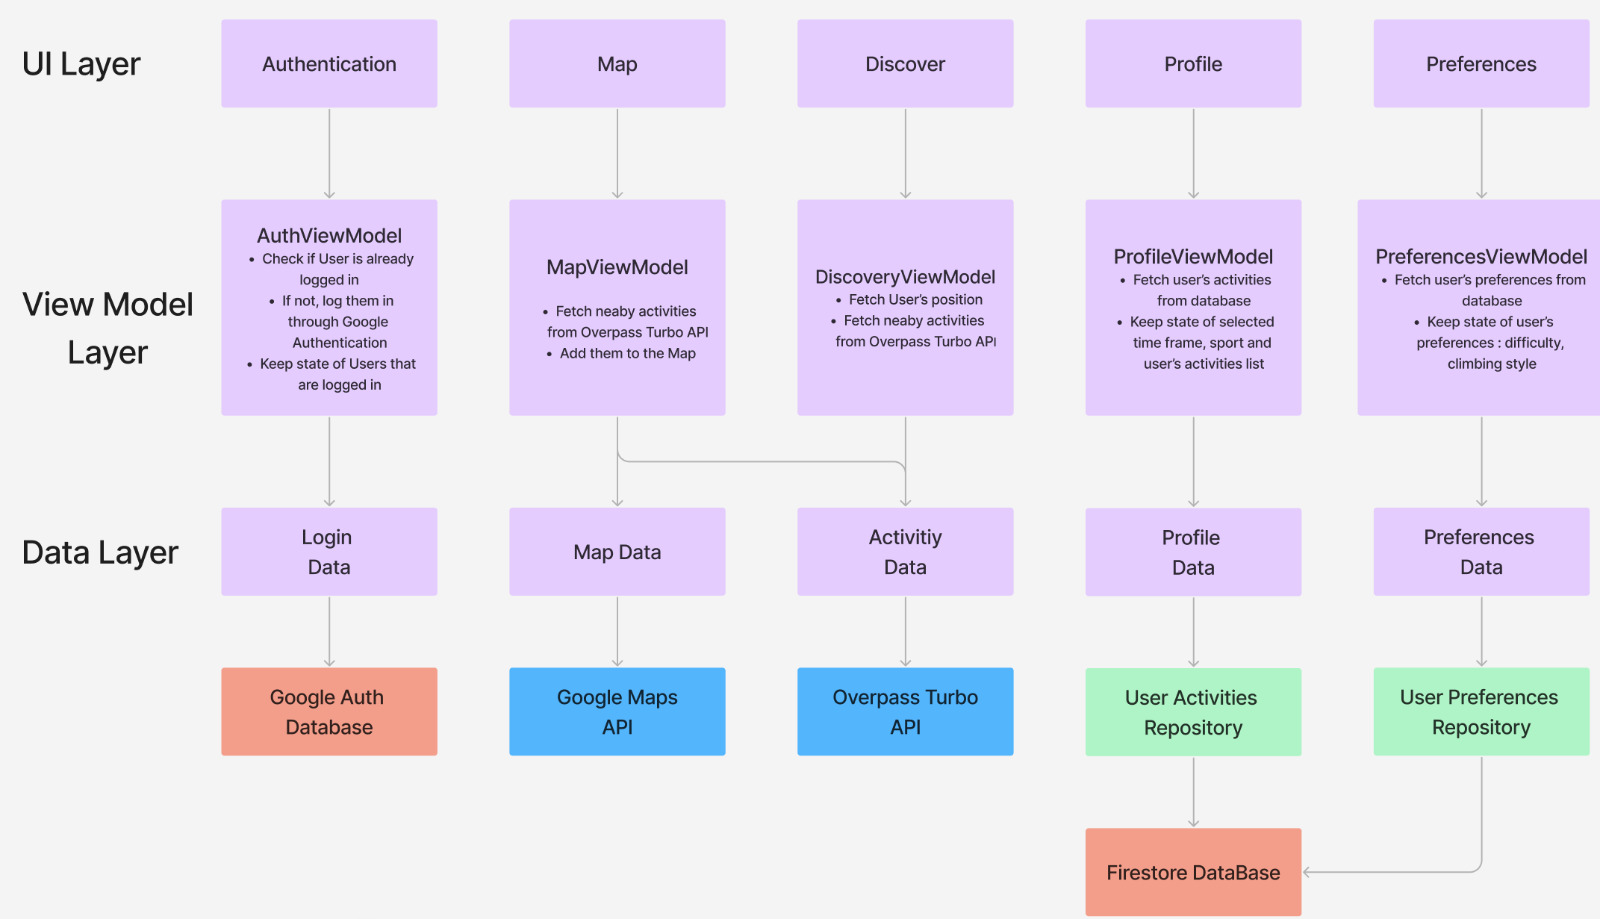 UI Layer
Authentication
Map
Discover
Profile
Preferences
View Model
Layer
AuthViewModel
• Check if User is already
logged in
• If not, log them in
through Google
Authentication
• Keep state of Users that
are logged in
MapViewModel
• Fetch neaby activities
from Overpass Turbo API
• Add them to the Map
DiscoveryViewModel
• Fetch User's position
• Fetch neaby activities
from Overpass Turbo API
ProfileViewModel
• Fetch user's activities
from database
• Keep state of selected
time frame, sport and
user's activities list
PreferencesViewModel
• Fetch user's preferences from
database
• Keep state of user's
preferences : difficulty,
climbing style
Data Layer
Login
Data
Map Data
Activitiy
Data
Profile
Data
Preferences
Data
Google Auth
Database
Google Maps
API
Overpass Turbo
API
User Activities
Repository
User Preferences
Repository
Firestore DataBase